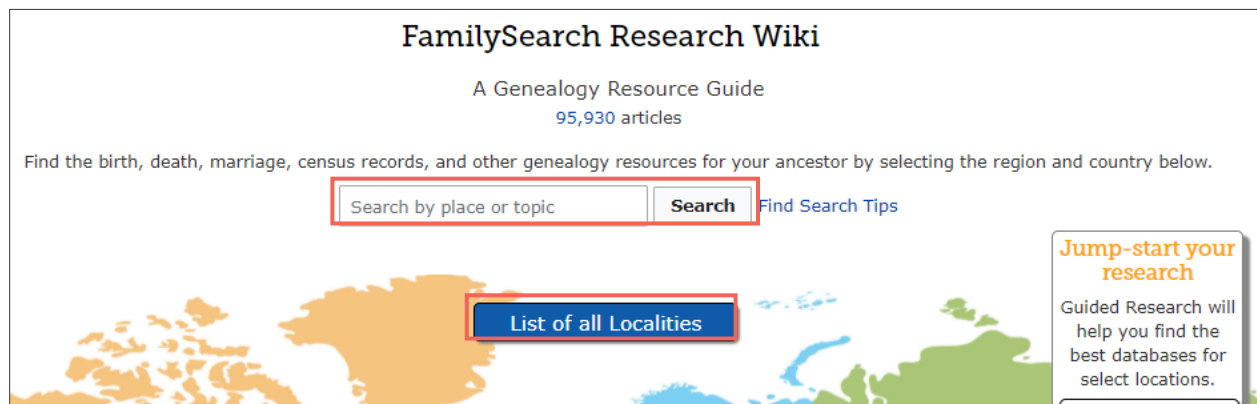 FamilySearch Research Wiki
A Genealogy Resource Guide
95,930 articles
Find the birth, death, marriage, census records, and other genealogy resources for your ancestor by selecting the region and country below.
Search by place or topic Search Find Search Tips
Jump-start your
research
List of all Localities
Guided Research will
help you find the
best databases for
select locations.